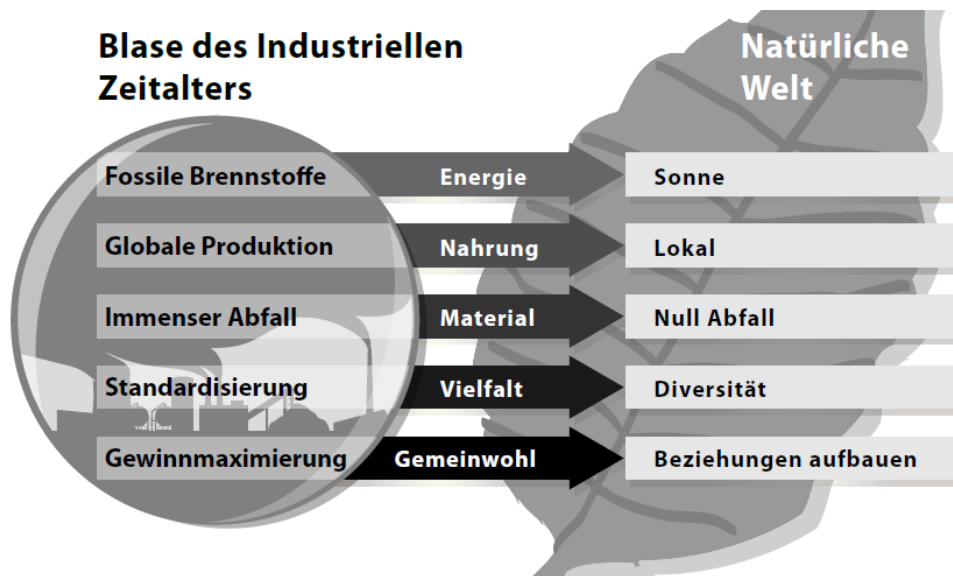 Blase des Industriellen
Zeitalters
Natürliche
Welt
Fossile Brennstoffe Energie Sonne
Globale Produktion Nahrung Lokal
Immenser Abfall Material Null Abfall
Standardisierung Vielfalt Diversität
Gewinnmaximierung Gemeinwohl Beziehungen aufbauen